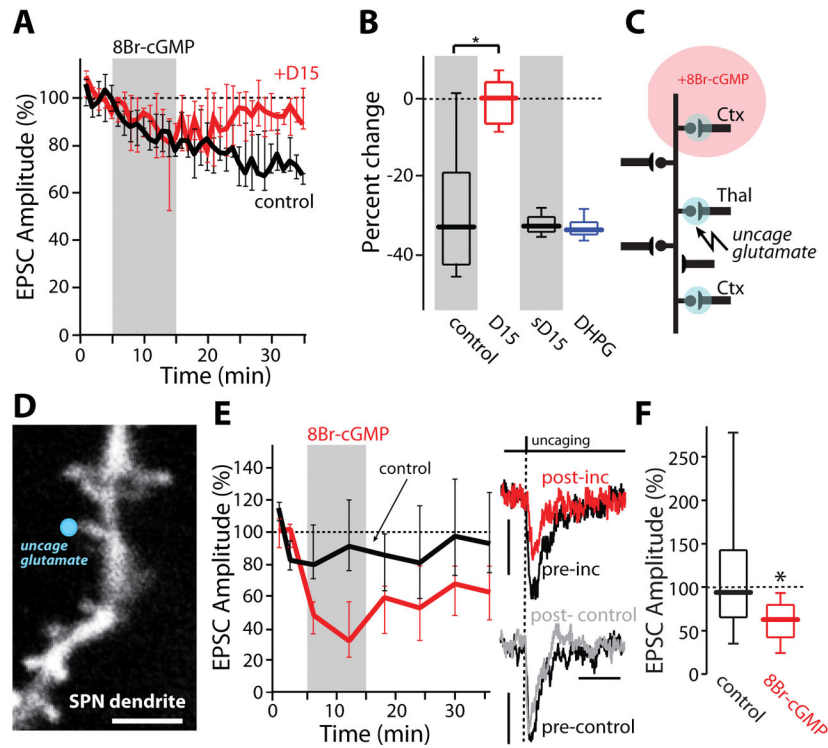 A
8Br-cGMP
+D15
control
EPSC Amplitude (%)
100
80
60
40
20
0
0
10
20
30
Time (min)
B
*
Percent change
0
-20
-40
control
D15
sD15
DHPG
C
+8Br-cGMP
Ctx
Thal
uncage
glutamate
Ctx
D
uncage
glutamate
SPN dendrite
E
8Br-cGMP
control
EPSC Amplitude (%)
140
120
100
80
60
40
20
0
0
10
20
30
Time (min)
uncaging
post-inc
pre-inc
post- control
pre-control
F
EPSC Amplitude (%)
250
200
150
100
50
0
*
control
8Br-cGMP